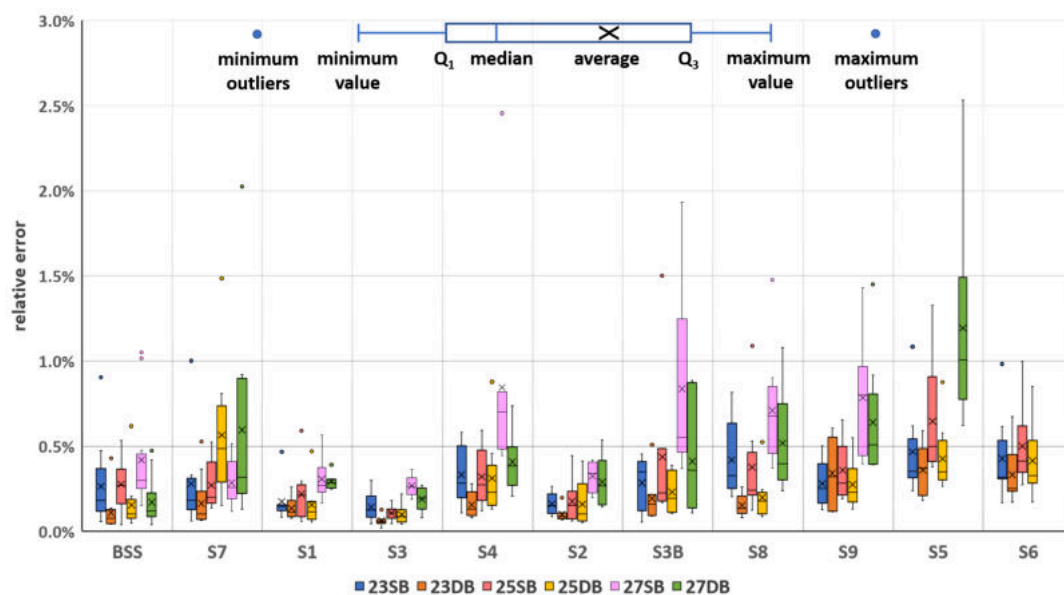 3.0%
2.5%
2.0%
1.5%
1.0%
0.5%
0.0%
relative error
minimum
outliers
minimum
value
Q1
median
average
Q3
maximum
value
maximum
outliers
BSS S7 S1 S3 S4 S2 S3B S8 S9 S5 S6
23SB 23DB 25SB 25DB 27SB 27DB